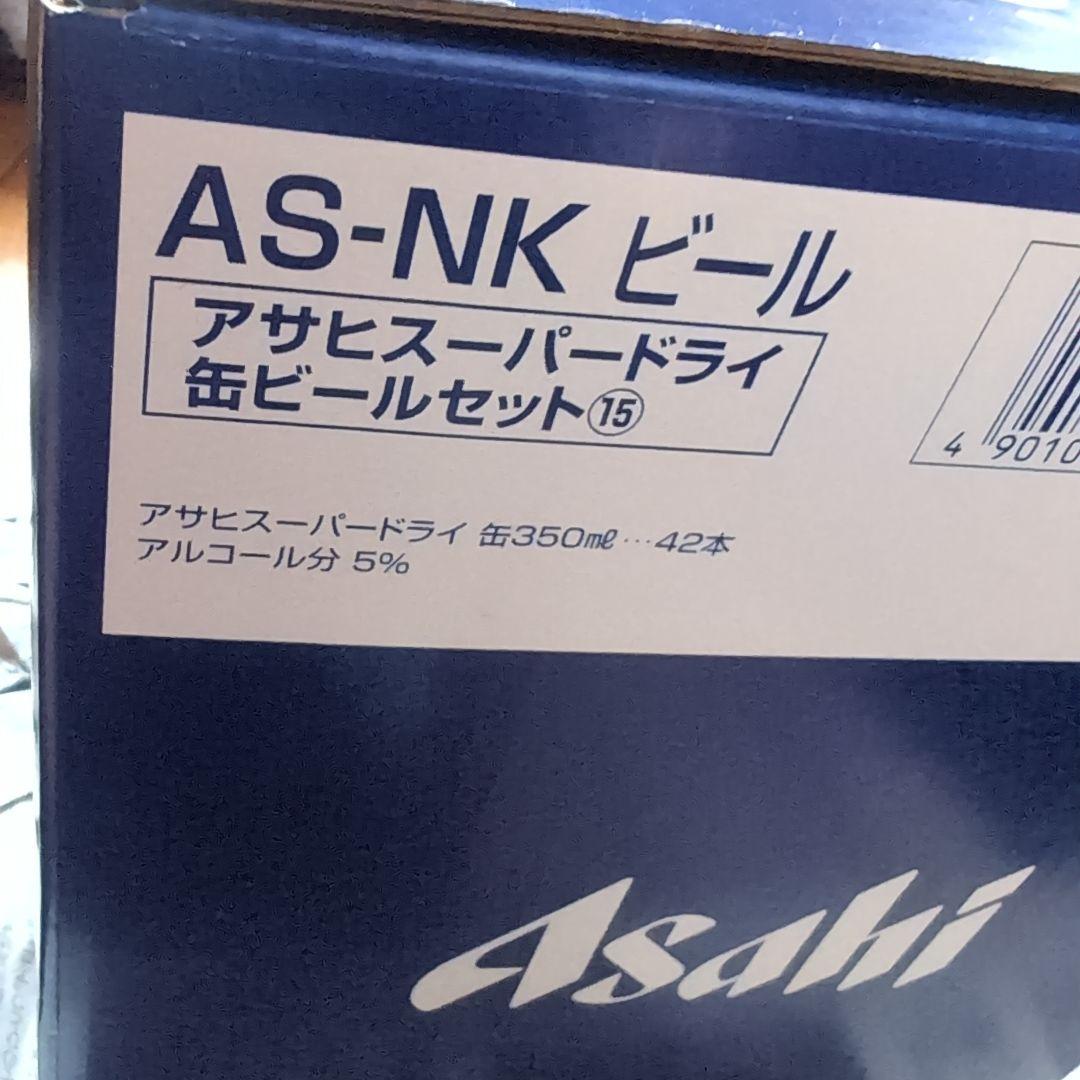 AS-NK ビール
アサヒスーパードライ
缶ビールセット⑮
アサヒスーパードライ 缶350㎖…42本
アルコール分 5%
4 9010
Asahi